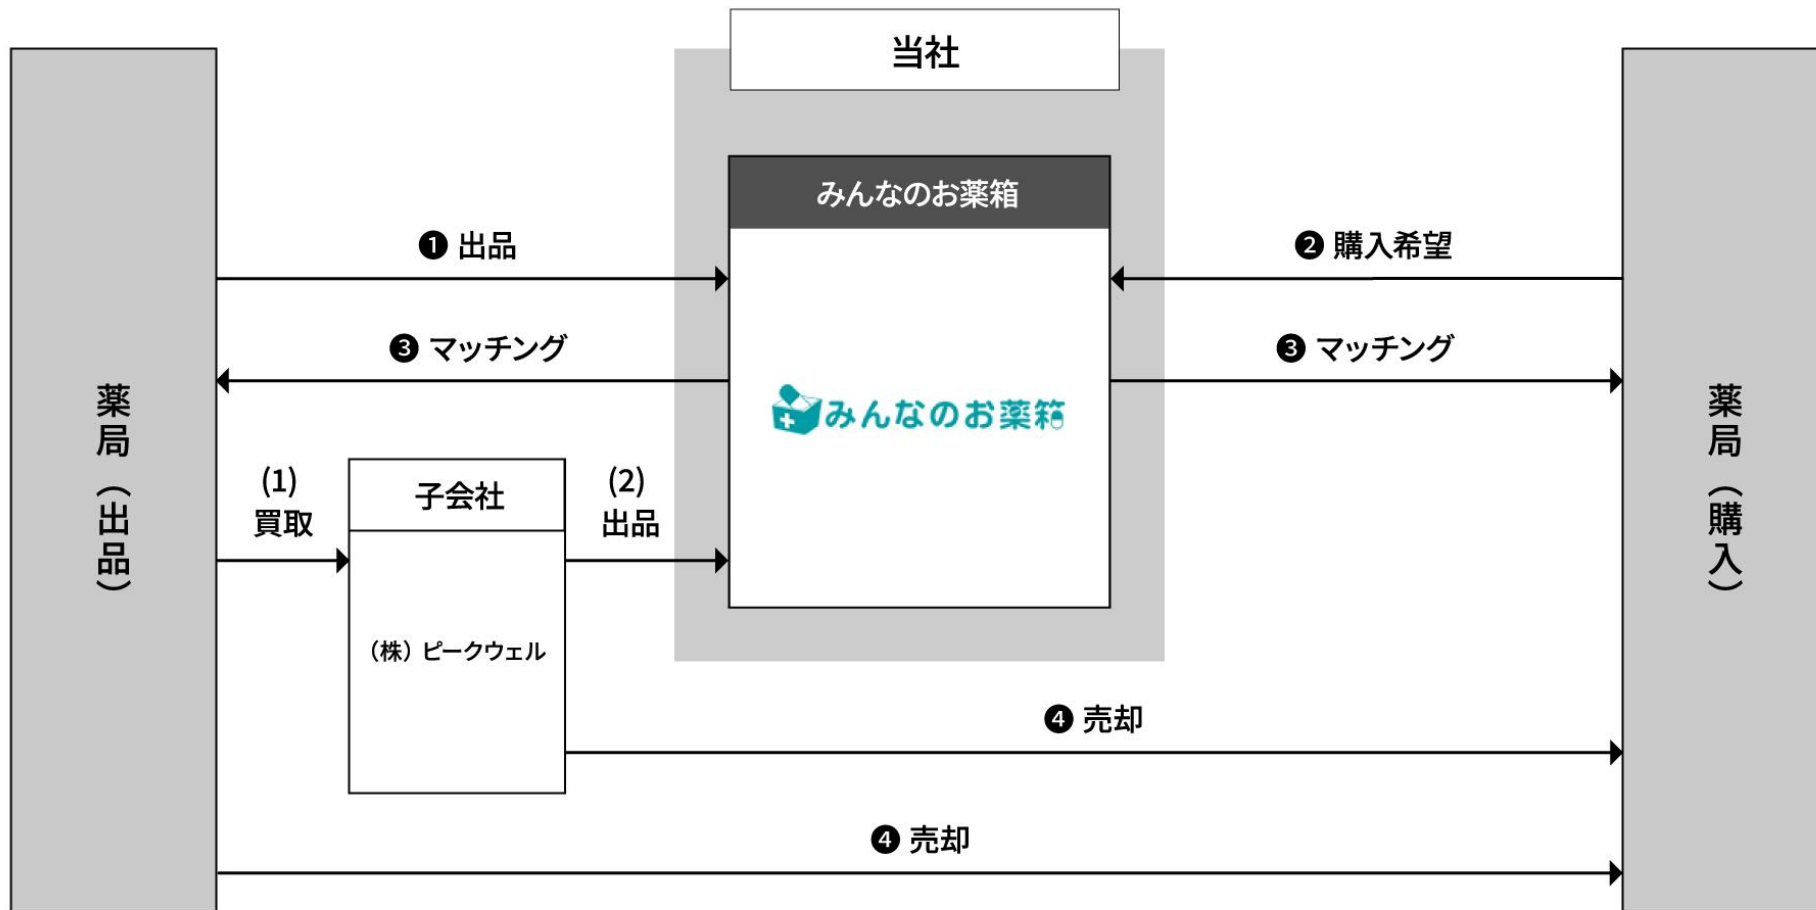 当社
みんなのお薬箱
❶ 出品
❷ 購入希望
❸ マッチング
❸ マッチング
みんなのお薬箱
薬局（出品）
薬局（購入）
(1)
買取
子会社
(2)
出品
（株）ピークウェル
❹ 売却
❹ 売却